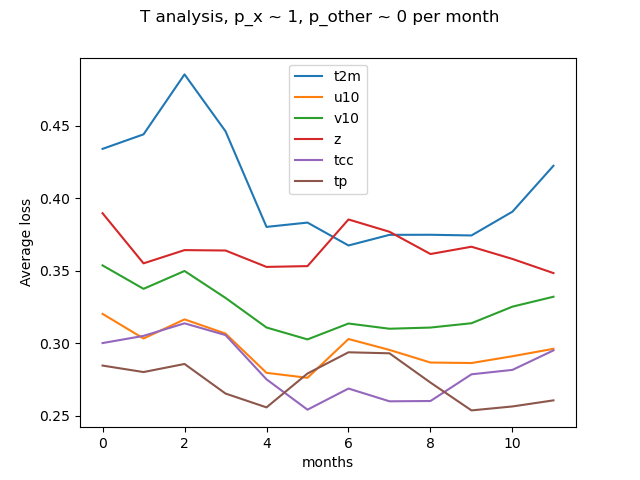 T analysis, p_x ~ 1, p_other ~ 0 per month
t2m
u10
v10
z
tcc
tp
Average loss
0.45
0.40
0.35
0.30
0.25
0 2 4 6 8 10
months